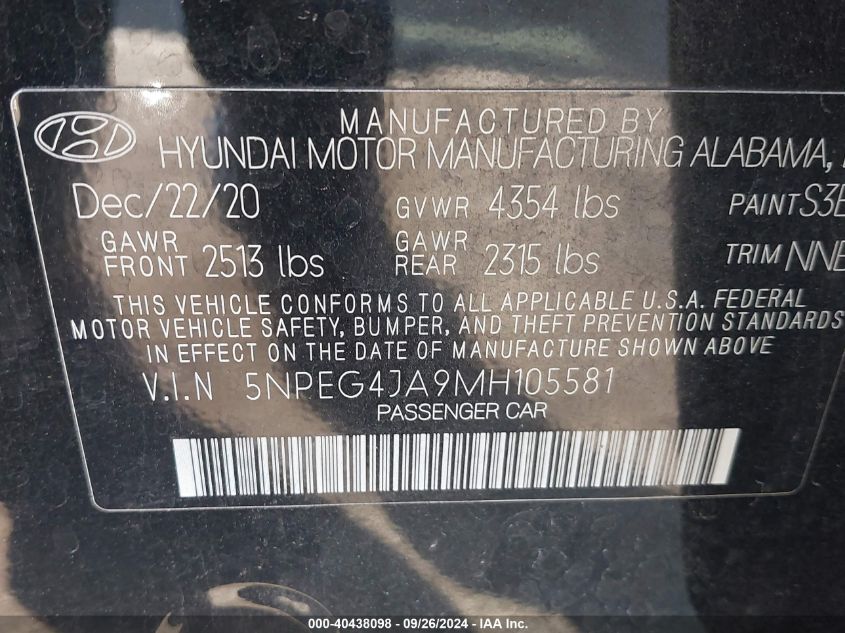 MANUFACTURED BY
HYUNDAI MOTOR MANUFACTURING ALABAMA,
Dec/22/20 GVWR 4354 lbs PAINT S3B
GAWR FRONT 2513 lbs GAWR REAR 2315 lbs TRIM NNB
THIS VEHICLE CONFORMS TO ALL APPLICABLE U.S.A. FEDERAL
MOTOR VEHICLE SAFETY, BUMPER, AND THEFT PREVENTION STANDARDS
IN EFFECT ON THE DATE OF MANUFACTURE SHOWN ABOVE
V.I.N 5NPEG4JA9MH105581
PASSENGER CAR
000-40438098 - 09/26/2024 - IAA Inc.